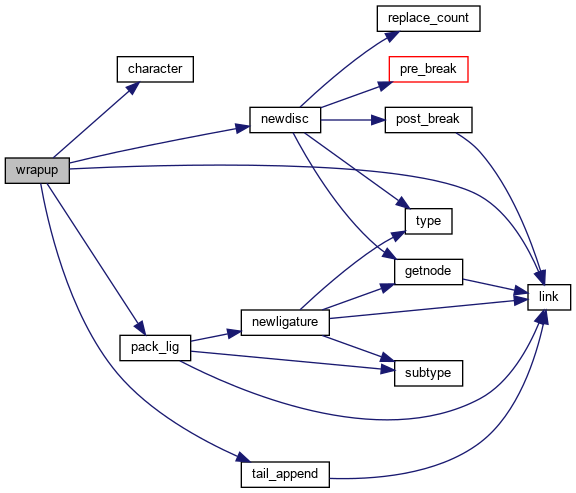 replace_count
character
pre_break
newdisc
post_break
wrapup
type
getnode
link
newligature
pack_lig
subtype
tail_append